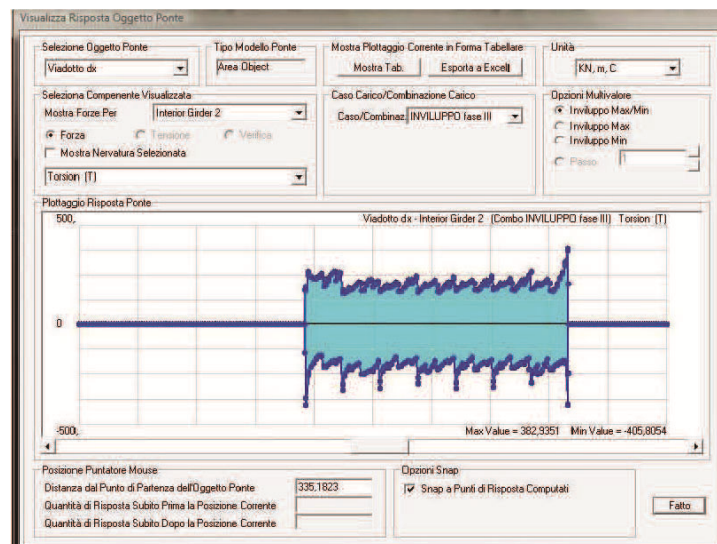 Visualizza Risposta Oggetto Ponte
Selezione Oggetto Ponte
Viadotto dx
Tipo Modello Ponte
Area Object
Mostra Plottaggio Corrente in Forma Tabellare
Mostra Tab.
Esporta a Excell
Unità
KN, m, C
Seleziona Compenente Visualizzata
Mostra Forze Per
Interior Girder 2
Forza
Tensione
Verifica
Mostra Nervatura Selezionata
Torsion (T)
Caso Carico/Combinazione Carico
Caso/Combinaz.
INVILUPPO fase III
Opzioni Multivalore
Inviluppo Max/Min
Inviluppo Max
Inviluppo Min
Passo
1
Plottaggio Risposta Ponte
500,
Viadotto dx - Interior Girder 2 (Combo INVILUPPO fase III) Torsion (T)
0
-500,
Max Value = 382,9351 Min Value = -405,8054
Posizione Puntatore Mouse
Distanza dal Punto di Partenza dell'Oggetto Ponte
335,1823
Quantità di Risposta Subito Prima la Posizione Corrente
Quantità di Risposta Subito Dopo la Posizione Corrente
Opzioni Snap
Snap a Punti di Risposta Computati
Fatto